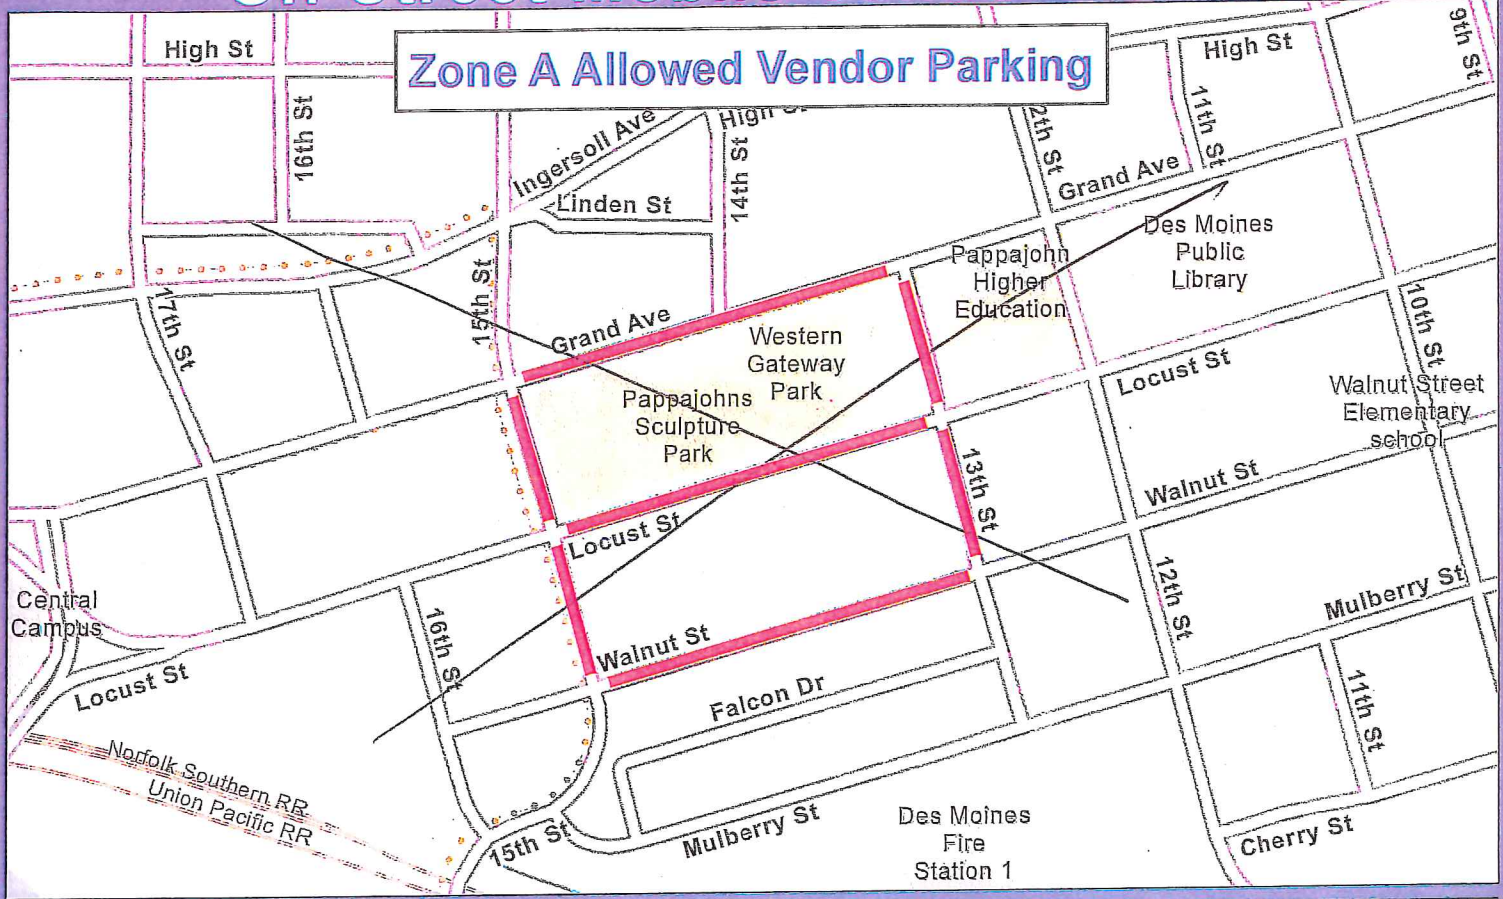 Zone A Allowed Vendor Parking
High St
High St
9th St
16th St
Ingersoll Ave
High
14th St
2th St
11th St
Grand Ave
Linden St
Des Moines
Public
Library
Pappajohn
Higher
Education
15th St
17th St
Grand Ave
Western
Gateway
Park
10th St
Locust St
Pappajohns
Sculpture
Park
Walnut Street
Elementary
school
13th St
Walnut St
Locust St
Central
Campus
16th St
Walnut St
12th St
Mulberry St
Locust St
Falcon Dr
11th St
Norfolk Southern RR
Union Pacific RR
15th St
Mulberry St
Des Moines
Fire
Station 1
Cherry St